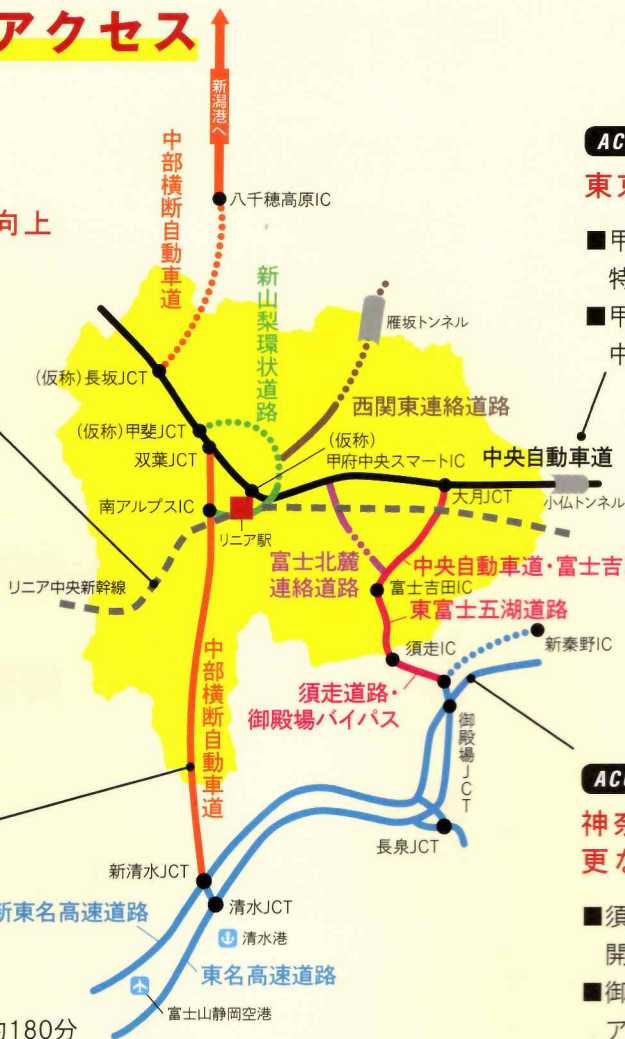 アクセス
新潟港へ
中部横断自動車道
八千穂高原IC
AC
東京
向上
■甲
特
■甲
中
新山梨環状道路
雁坂トンネル
(仮称)長坂JCT
西関東連絡道路
(仮称)甲斐JCT
(仮称)
甲府中央スマートIC
双葉JCT
中央自動車道
大月JCT
小仏トンネル
南アルプスIC
リニア駅
リニア中央新幹線
富士北麓
連絡道路
中央自動車道・富士吉
富士吉田IC
東富士五湖道路
須走IC
新秦野IC
須走道路・
御殿場バイパス
中部横断自動車道
御殿場JCT
ACC
神奈
更な
長泉JCT
新清水JCT
清水JCT
新東名高速道路
清水港
東名高速道路
■須
開
■御
ア
富士山静岡空港
約180分